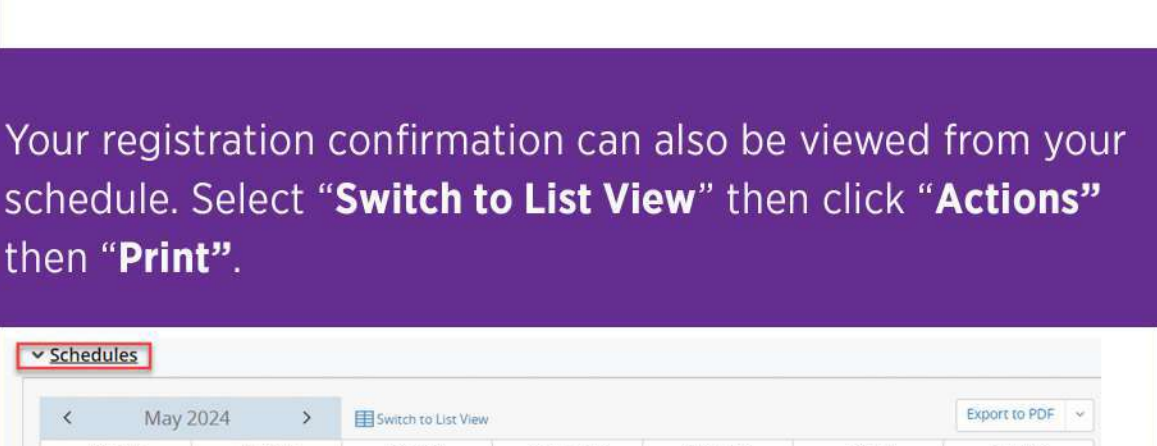 Your registration confirmation can also be viewed from your
schedule. Select “Switch to List View” then click “Actions”
then “Print”.
Schedules
May 2024 Switch to List View Export to PDF